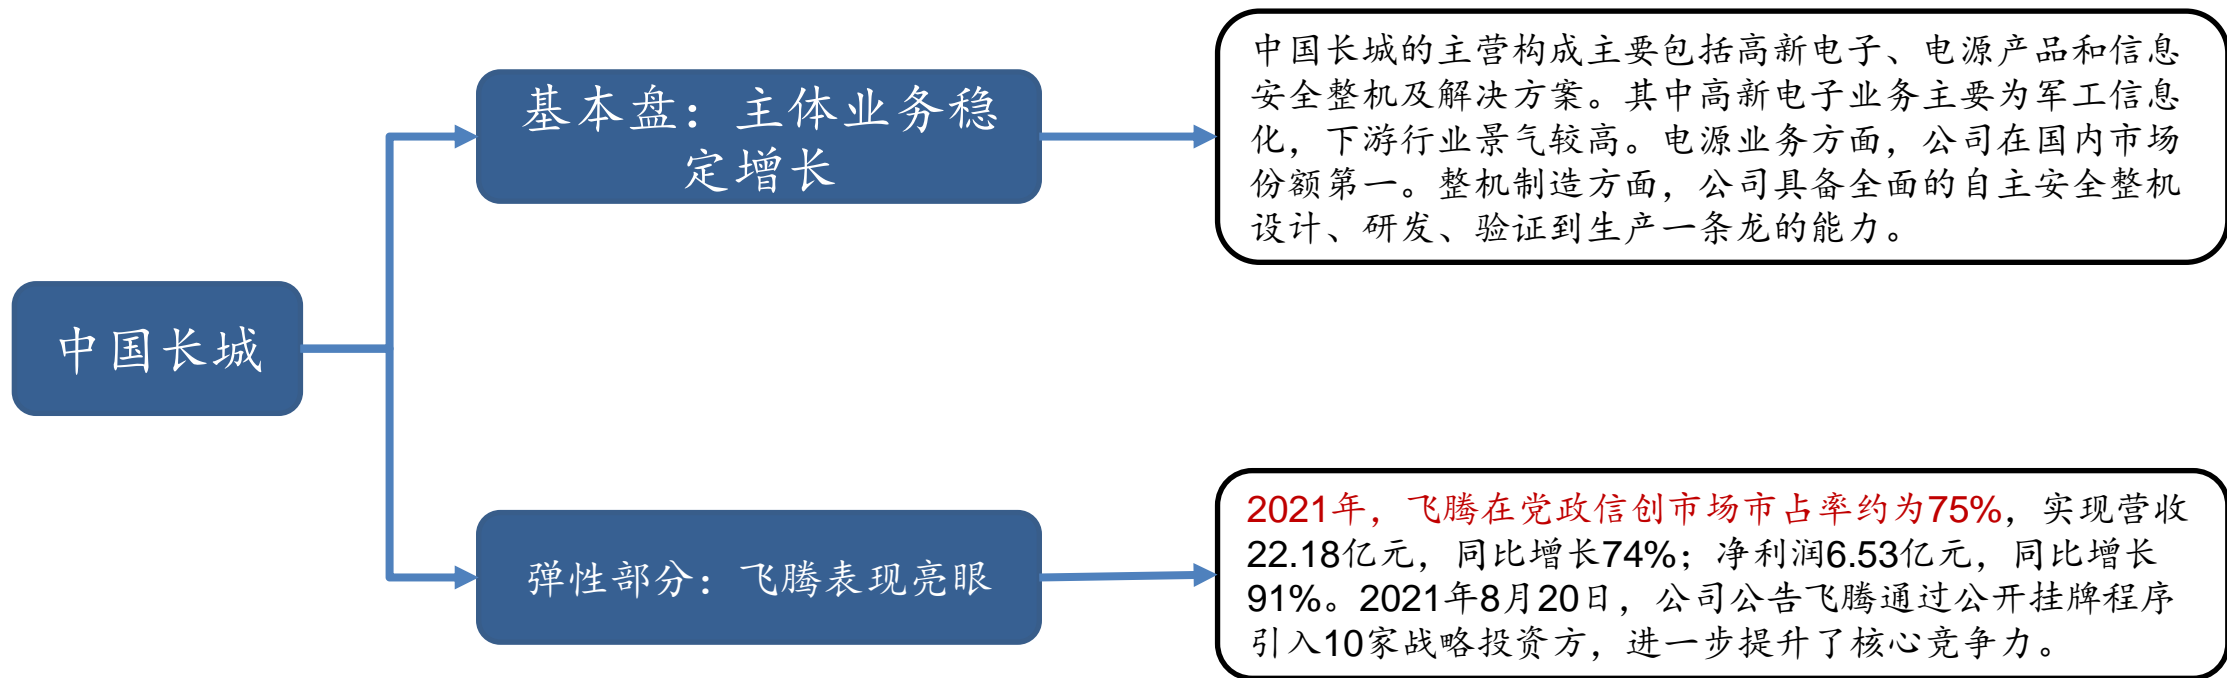 中国长城
基本盘：主体业务稳
定增长
中国长城的主营构成主要包括高新电子、电源产品和信息
安全整机及解决方案。其中高新电子业务主要为军工信息
化，下游行业景气较高。电源业务方面，公司在国内市场
份额第一。整机制造方面，公司具备全面的自主安全整机
设计、研发、验证到生产一条龙的能力。
弹性部分：飞腾表现亮眼
2021年，飞腾在党政信创市场市占率约为75%，实现营收
22.18亿元，同比增长74%；净利润6.53亿元，同比增长
91%。2021年8月20日，公司公告飞腾通过公开挂牌程序
引入10家战略投资方，进一步提升了核心竞争力。